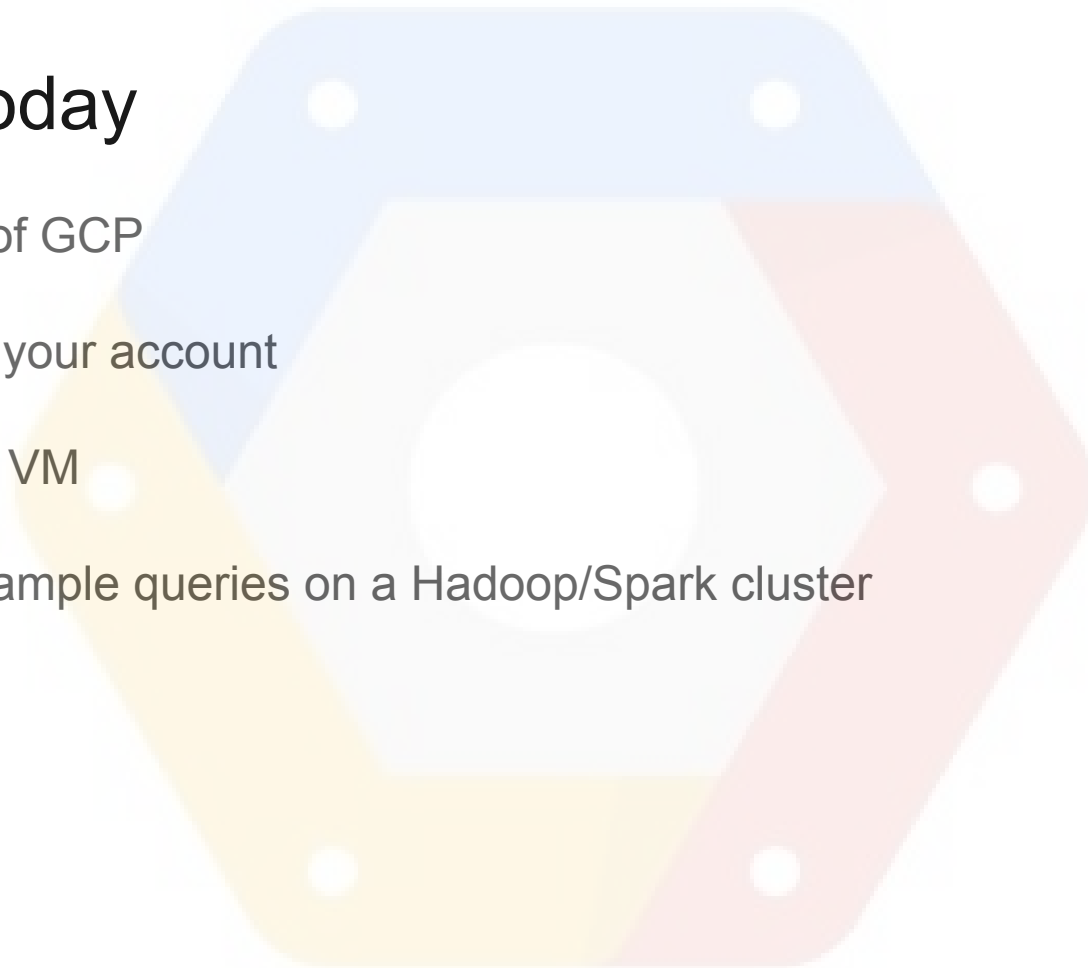 oday
of GCP
your account
VM
ample queries on a Hadoop/Spark cluster